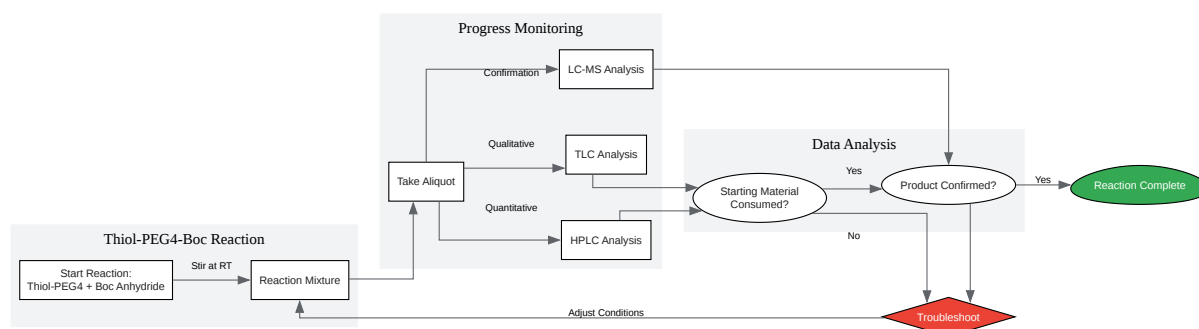 Progress Monitoring
Confirmation
LC-MS Analysis
Qualitative
TLC Analysis
Take Aliquot
Quantitative
HPLC Analysis
Data Analysis
Starting Material
Consumed?
Yes
Product Confirmed?
Yes
Reaction Complete
No
Thiol-PEG4-Boc Reaction
Start Reaction:
Thiol-PEG4 + Boc Anhydride
Stir at RT
Reaction Mixture
Adjust Conditions
Troubleshoot